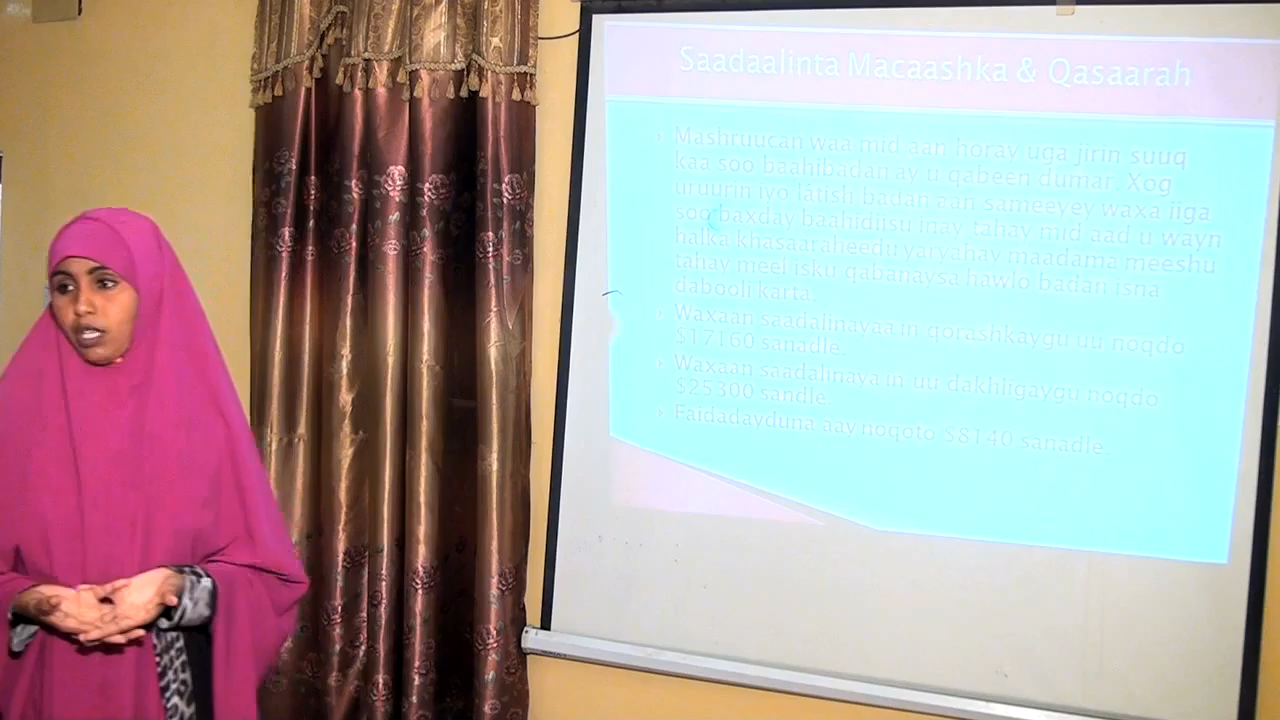 Saadaalinta Macaashka & Qasaarah
Mashruucan waa mid aan horay uga jirin suuq
kaa soo baahibadan ay u qabeen dumar. Xog
uruurin iyo latish badan aan sameeyey waxa iiga
soo baxday baahidiisu inay tahay mid aad u wayn
halka khasaaraheedu yaryahay maadama meeshu
tahay meel isku qabanaysa hawlo badan isna
dabooli karta.
Waxaan saadalinayaa in qorashkaygu uu noqdo
$17160 sanadle.
Waxaan saadalinaya in uu dakhligaygu noqdo
$25300 sandle.
Faidadayduna aay noqoto $8140 sanadle.